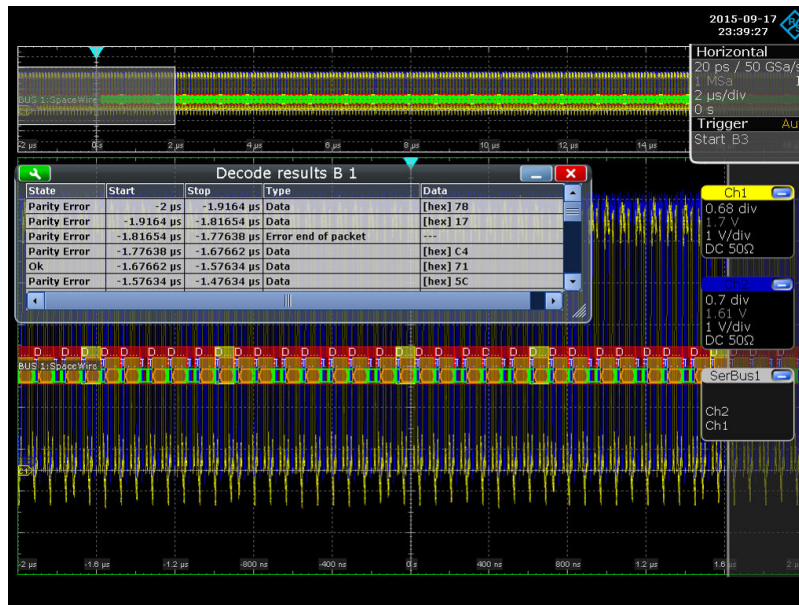 2015-09-17
23:39:27
Horizontal
20 ps / 50 GSa/s
1 MSa
2 µs/div
0 s
Trigger Au
Start B3
BUS 1:SpaceWire
-2 µs 0 s 2 µs 4 µs 6 µs 8 µs 10 µs 12 µs 14 µs
Decode results B 1
State Start Stop Type Data
Parity Error -2 µs -1.9164 µs Data [hex] 78
Parity Error -1.9164 µs -1.81654 µs Data [hex] 17
Parity Error -1.81654 µs -1.77638 µs Error end of packet ---
Parity Error -1.77638 µs -1.67662 µs Data [hex] C4
Ok -1.67662 µs -1.57634 µs Data [hex] 71
Parity Error -1.57634 µs -1.47634 µs Data [hex] 5C
Ch1
0.68 div
1.7 V
1 V/div
DC 50Ω
Ch2
0.7 div
1.61 V
1 V/div
DC 50Ω
BUS 1:SpaceWire
SerBus1
Ch2
Ch1
-2 µs -1.6 µs -1.2 µs -800 ns -400 ns 0 s 400 ns 800 ns 1.2 µs 1.6 µs 2 µs